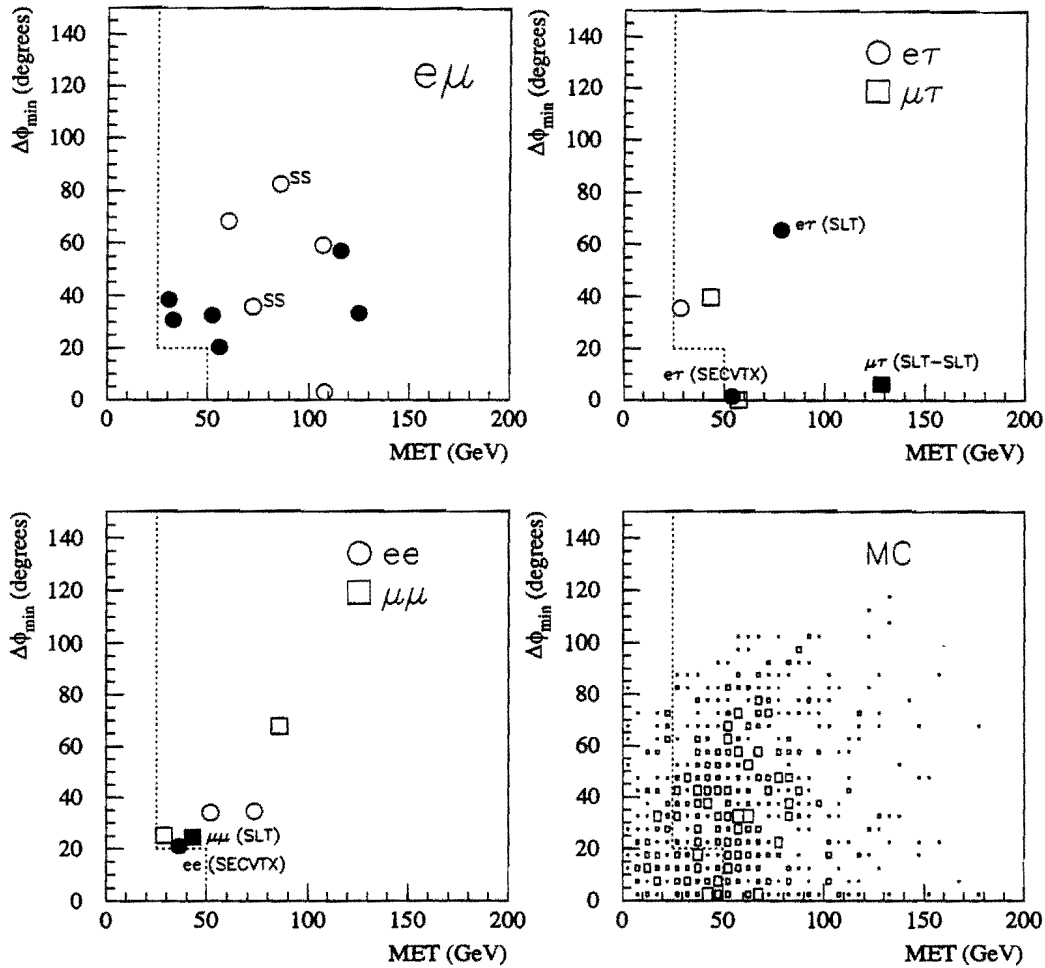 Δφmin (degrees)
140
120
100
80
60
40
20
0
eμ
SS
SS
0 50 100 150 200
MET (GeV)
Δφmin (degrees)
140
120
100
80
60
40
20
0
eτ
μτ
eτ (SLT)
eτ (SECVTX)
μτ (SLT-SLT)
0 50 100 150 200
MET (GeV)
Δφmin (degrees)
140
120
100
80
60
40
20
0
ee
μμ
μμ (SLT)
ee (SECVTX)
0 50 100 150 200
MET (GeV)
Δφmin (degrees)
140
120
100
80
60
40
20
0
MC
0 50 100 150 200
MET (GeV)